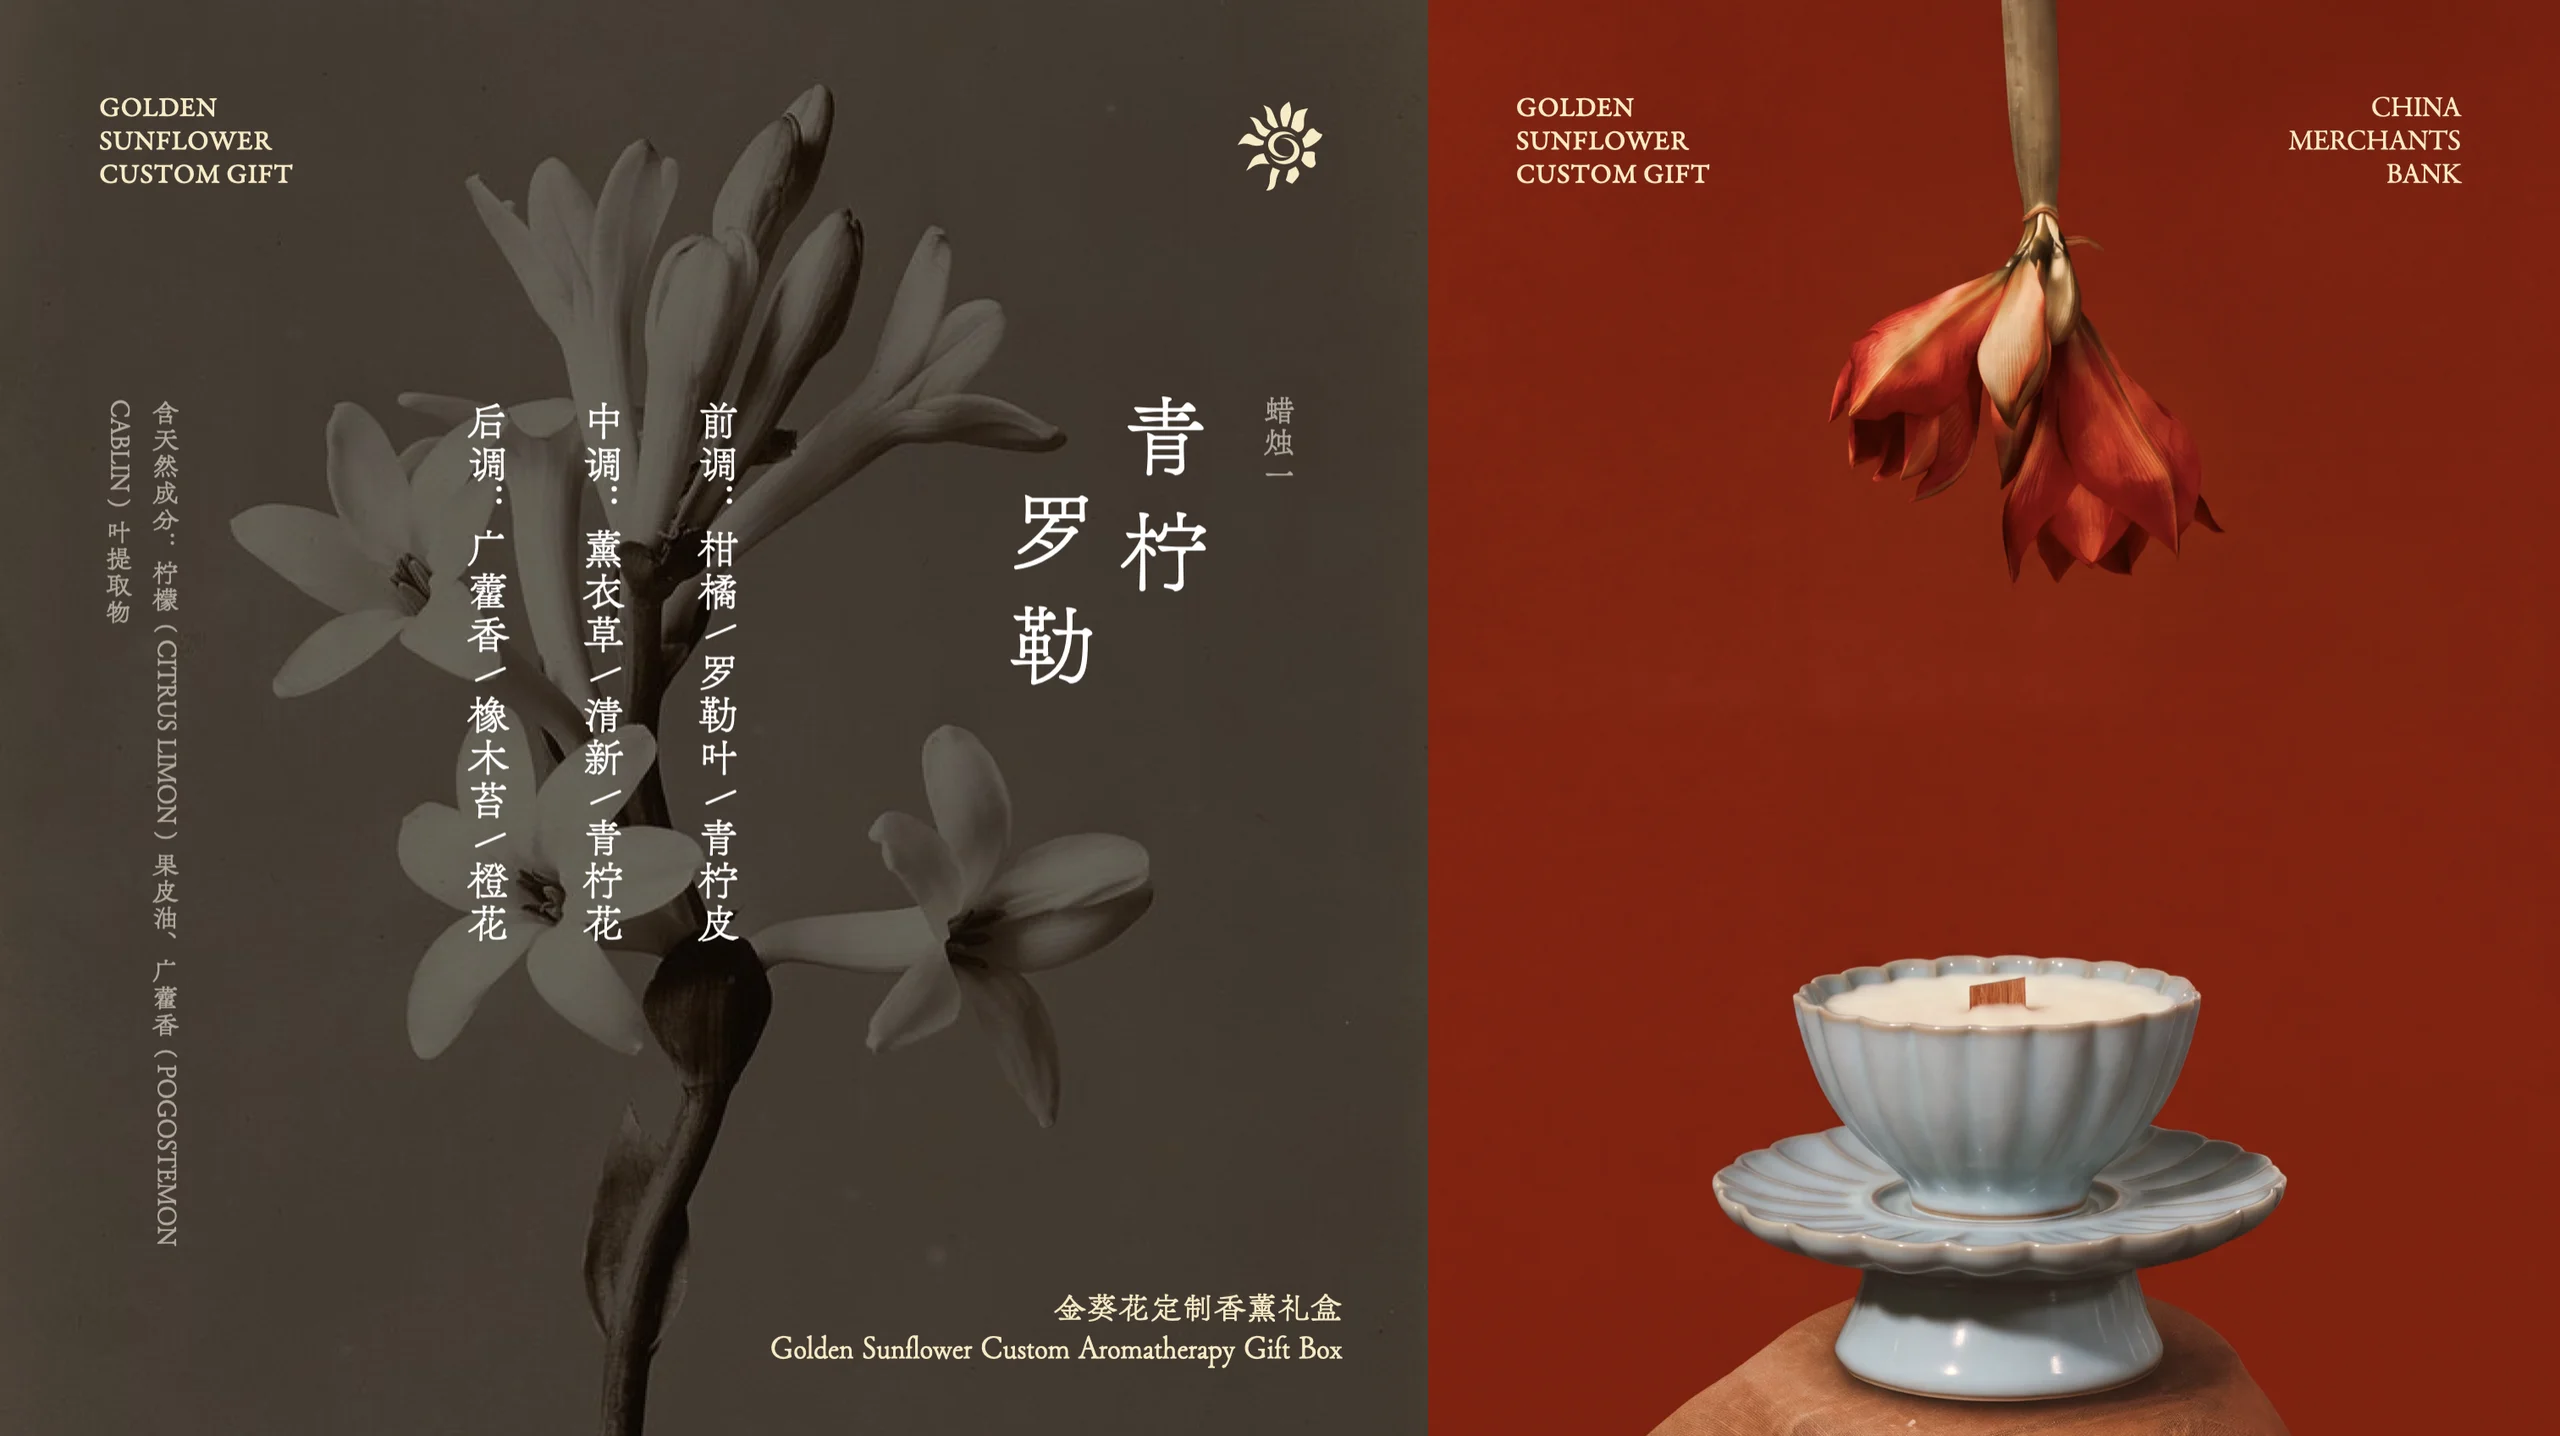 GOLDEN
SUNFLOWER
CUSTOM GIFT
蜡烛一
青柠
罗勒
前调：柑橘/罗勒叶/青柠皮
中调：薰衣草/清新/青柠花
后调：广藿香/橡木苔/橙花
含天然成分：柠檬（CITRUS LIMON）果皮油、广藿香（POGOSTEMON
CABLIN）叶提取物
金葵花定制香薰礼盒
Golden Sunflower Custom Aromatherapy Gift Box
GOLDEN
SUNFLOWER
CUSTOM GIFT
CHINA
MERCHANTS
BANK